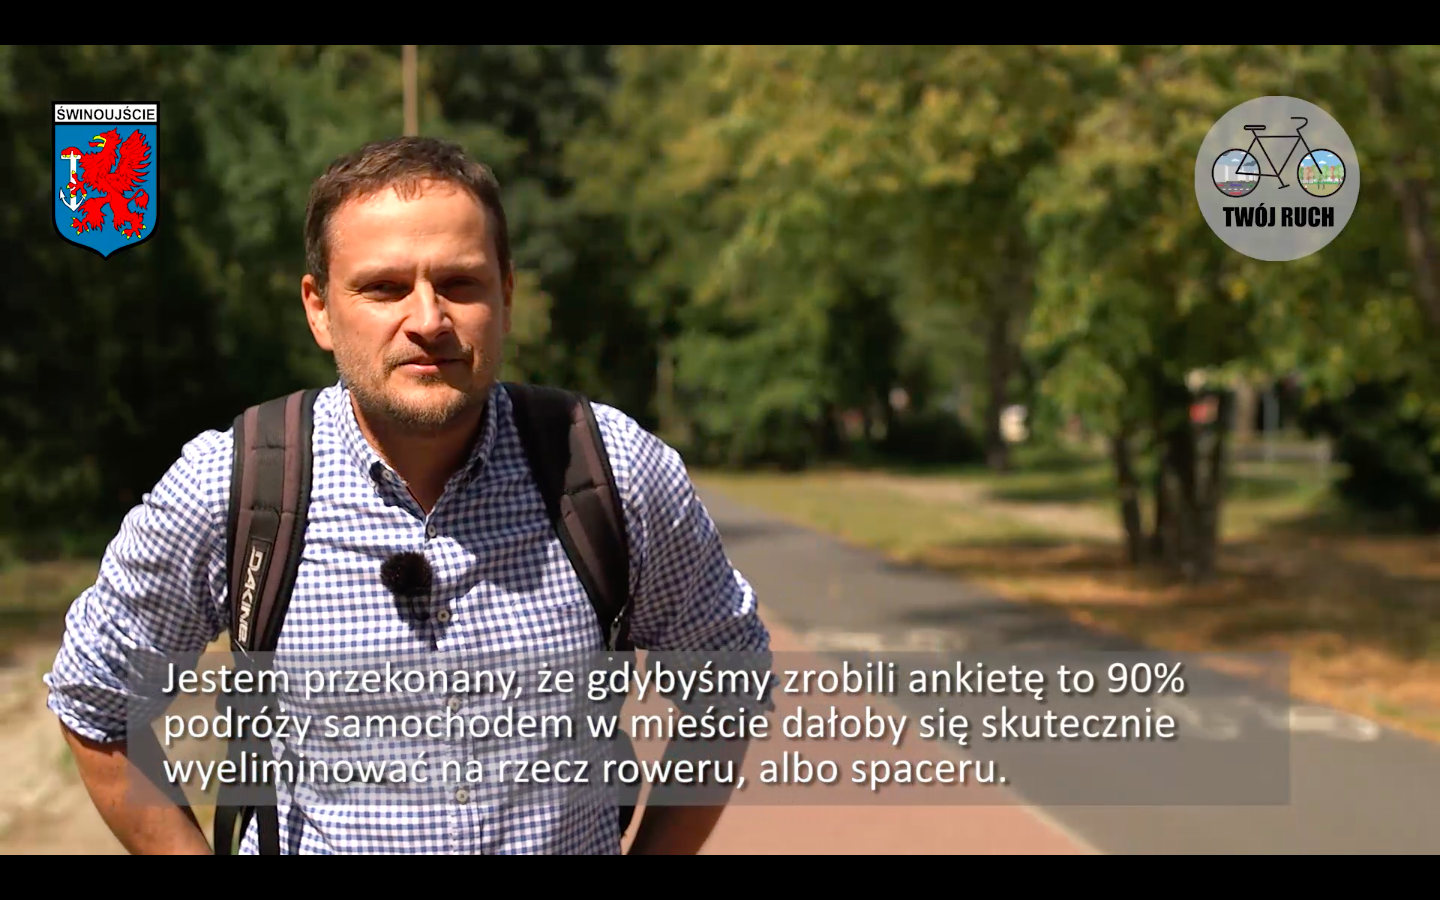 ŚWINOUJŚCIE
TWÓJ RUCH
DAKINE
Jestem przekonany, że gdybyśmy zrobili ankietę to 90%
podróży samochodem w mieście dałoby się skutecznie
wyeliminować na rzecz roweru, albo spaceru.